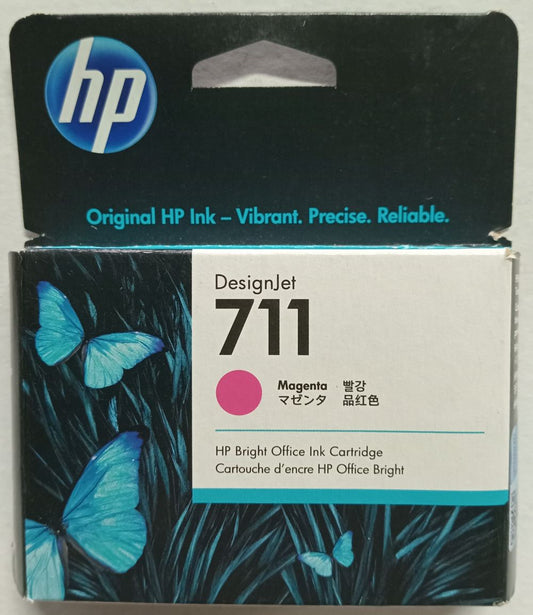 hp
Original HP Ink – Vibrant. Precise. Reliable.
DesignJet
711
Magenta 빨강
マゼンタ 品红色
HP Bright Office Ink Cartridge
Cartouche d'encre HP Office Bright